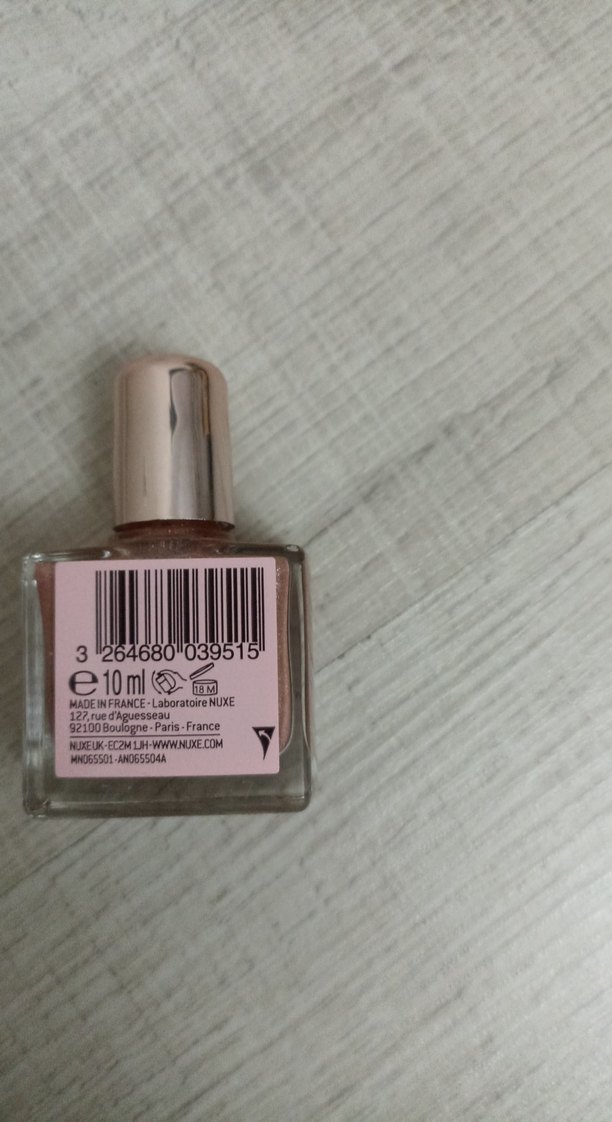 3 264680 039515
e 10 ml 18 M
MADE IN FRANCE - Laboratoire NUXE
127, rue d'Aguesseau
92100 Boulogne - Paris - France
NUXE UK-EC2M 1JH-WWW.NUXE.COM
MN065501-AN065504A